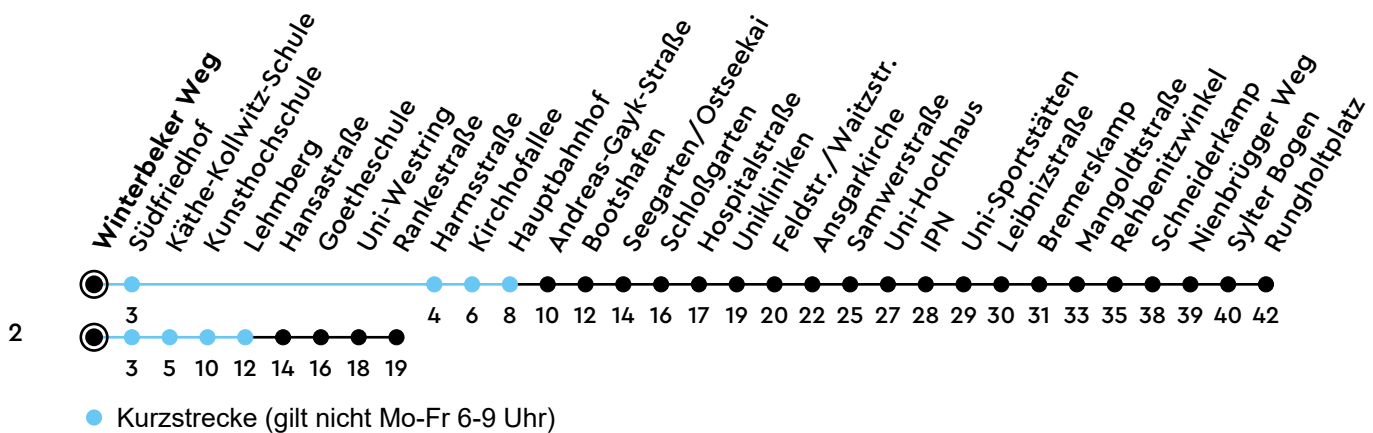 Winterbeker Weg
Südfriedhof
Käthe-Kollwitz-Schule
Kunsthochschule
Lehmberg
Hansastraße
Goetheschule
Uni-Westring
Rankestraße
Harmsstraße
Kirchhofallee
Hauptbahnhof
Andreas-Gayk-Straße
Bootshafen
Seegarten/Ostseekai
Schloßgarten
Hospitalstraße
Unikliniken
Feldstr./Waitzstr.
Ansgarkirche
Samwerstraße
Uni-Hochhaus
IPN
Uni-Sportstätten
Leibnizstraße
Bremerskamp
Mangoldtstraße
Rehbenitzwinkel
Schneiderkamp
Nienbrügger Weg
Sylter Bogen
Rungholtplatz
3 4 6 8 10 12 14 16 17 19 20 22 25 27 28 29 30 31 33 35 38 39 40 42
2
3 5 10 12 14 16 18 19
Kurzstrecke (gilt nicht Mo-Fr 6-9 Uhr)